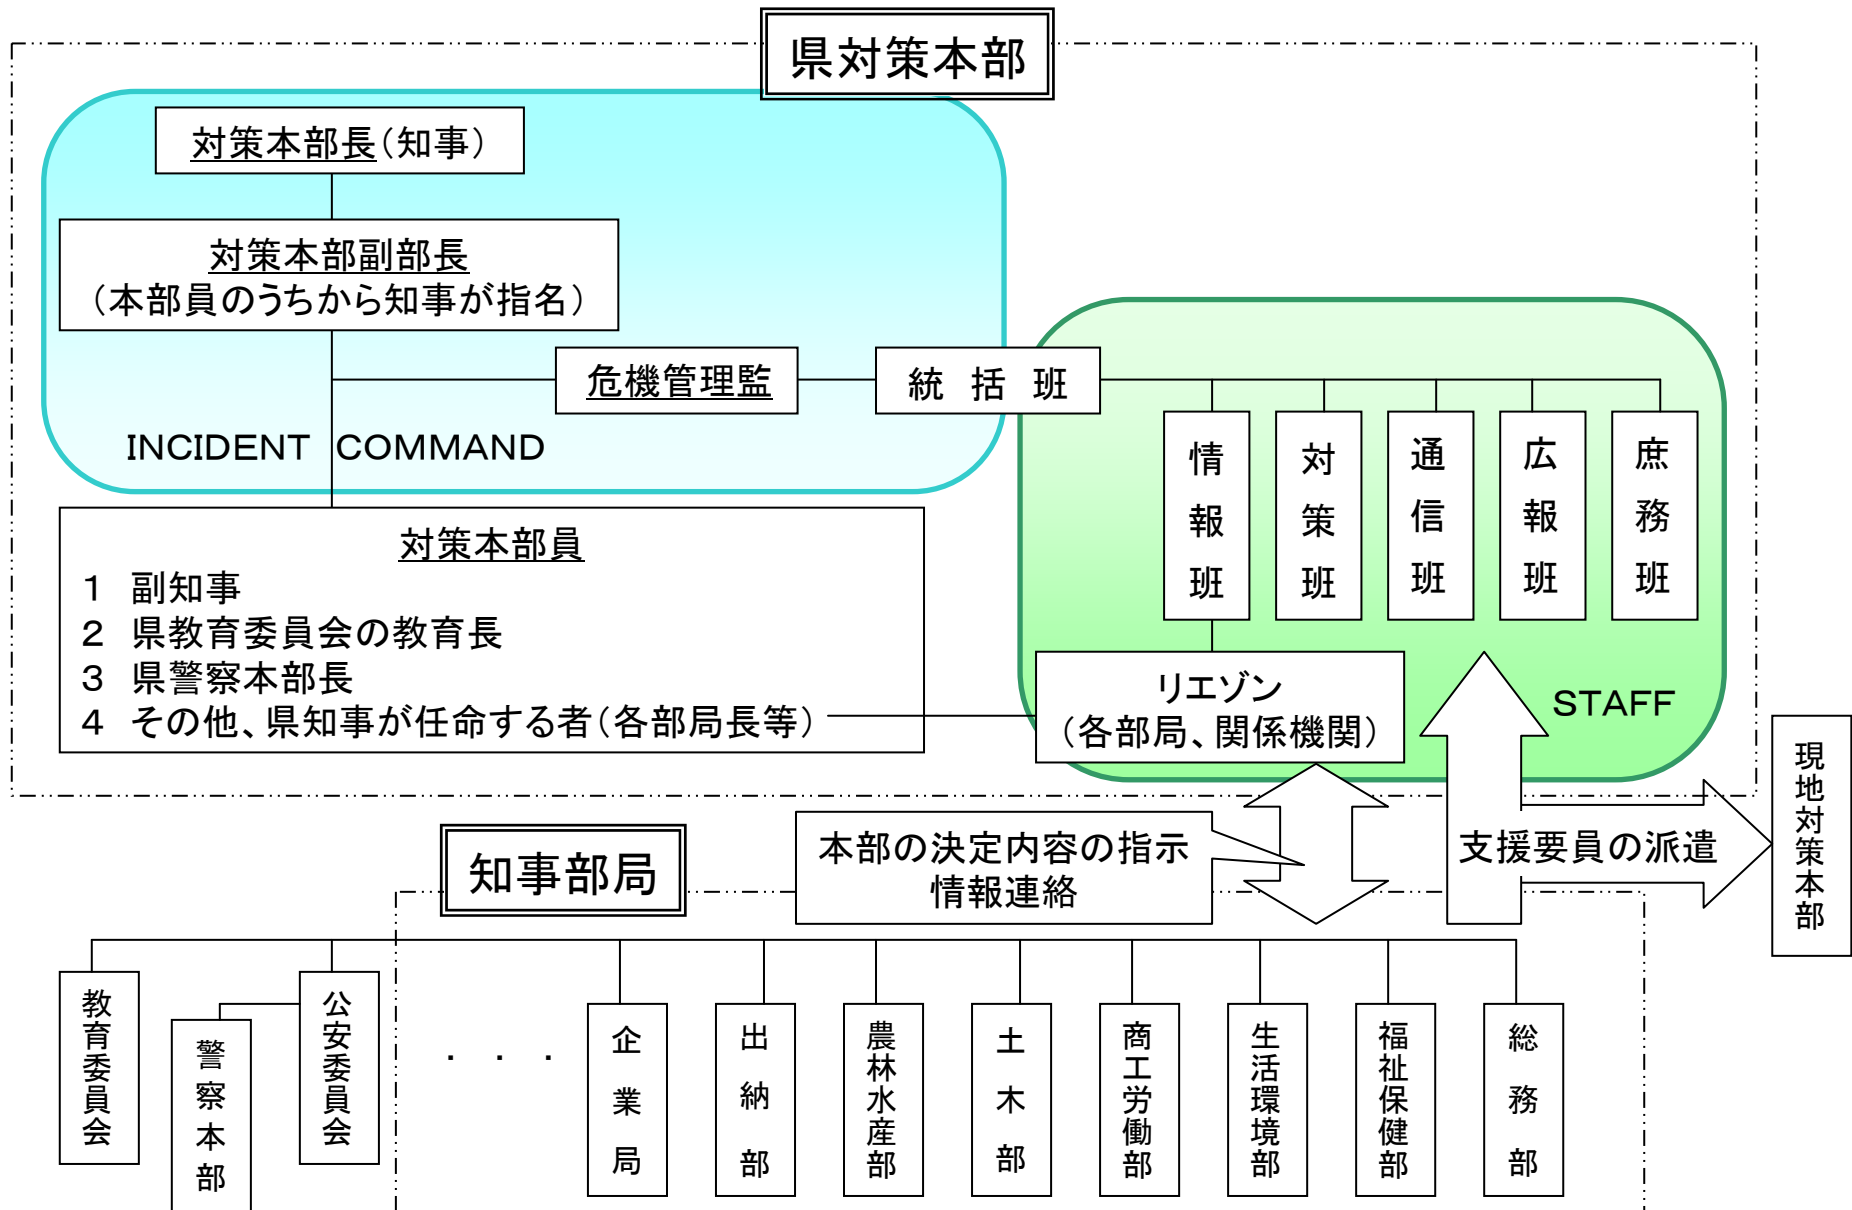 県対策本部
対策本部長（知事）
対策本部副部長
（本部員のうちから知事が指名）
危機管理監
統　括　班
INCIDENT COMMAND
情報班
対策班
通信班
広報班
庶務班
対策本部員
１　副知事
２　県教育委員会の教育長
３　県警察本部長
４　その他、県知事が任命する者（各部局長等）
リエゾン
（各部局、関係機関）
STAFF
現地対策本部
本部の決定内容の指示
情報連絡
支援要員の派遣
知事部局
教育委員会
警察本部
公安委員会
・・・
企業局
出納部
農林水産部
土木部
商工労働部
生活環境部
福祉保健部
総務部